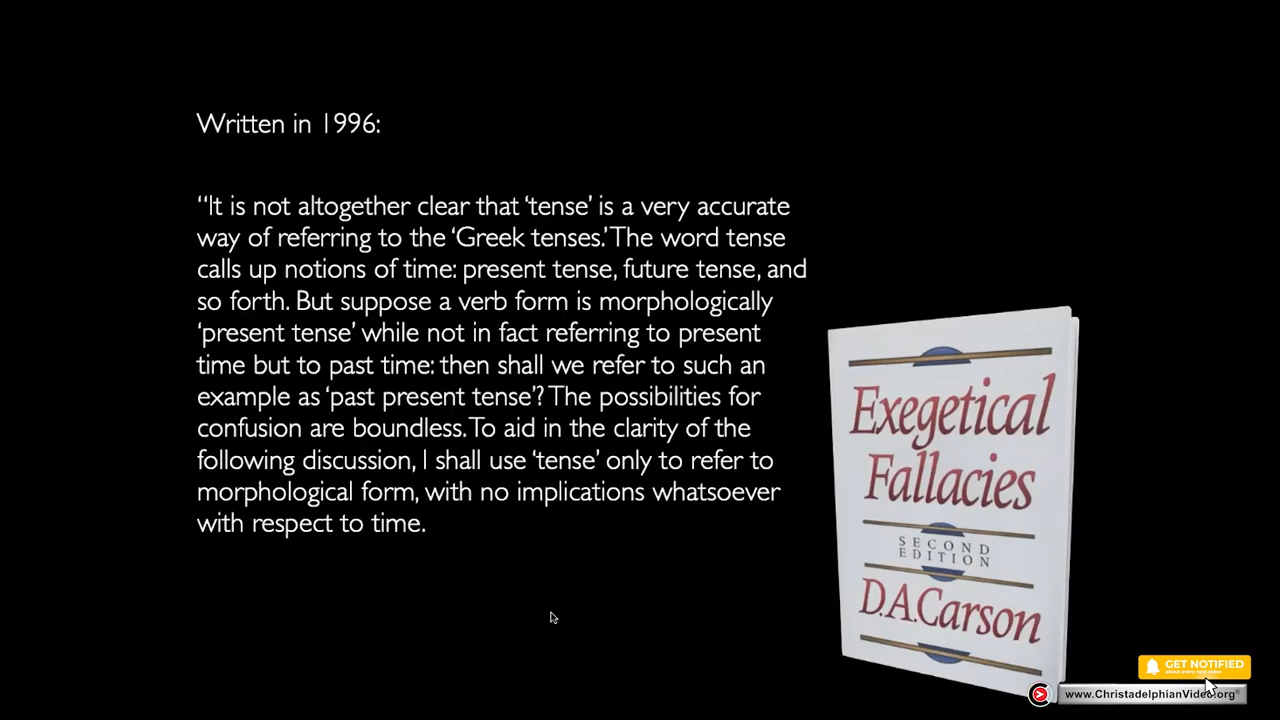 Written in 1996:
“It is not altogether clear that ‘tense’ is a very accurate
way of referring to the ‘Greek tenses.’ The word tense
calls up notions of time: present tense, future tense, and
so forth. But suppose a verb form is morphologically
‘present tense’ while not in fact referring to present
time but to past time: then shall we refer to such an
example as ‘past present tense’? The possibilities for
confusion are boundless. To aid in the clarity of the
following discussion, I shall use ‘tense’ only to refer to
morphological form, with no implications whatsoever
with respect to time.
Exegetical
Fallacies
SECOND
EDITION
D.A.Carson
GET NOTIFIED
about every new video
www.ChristadelphianVideo.org®